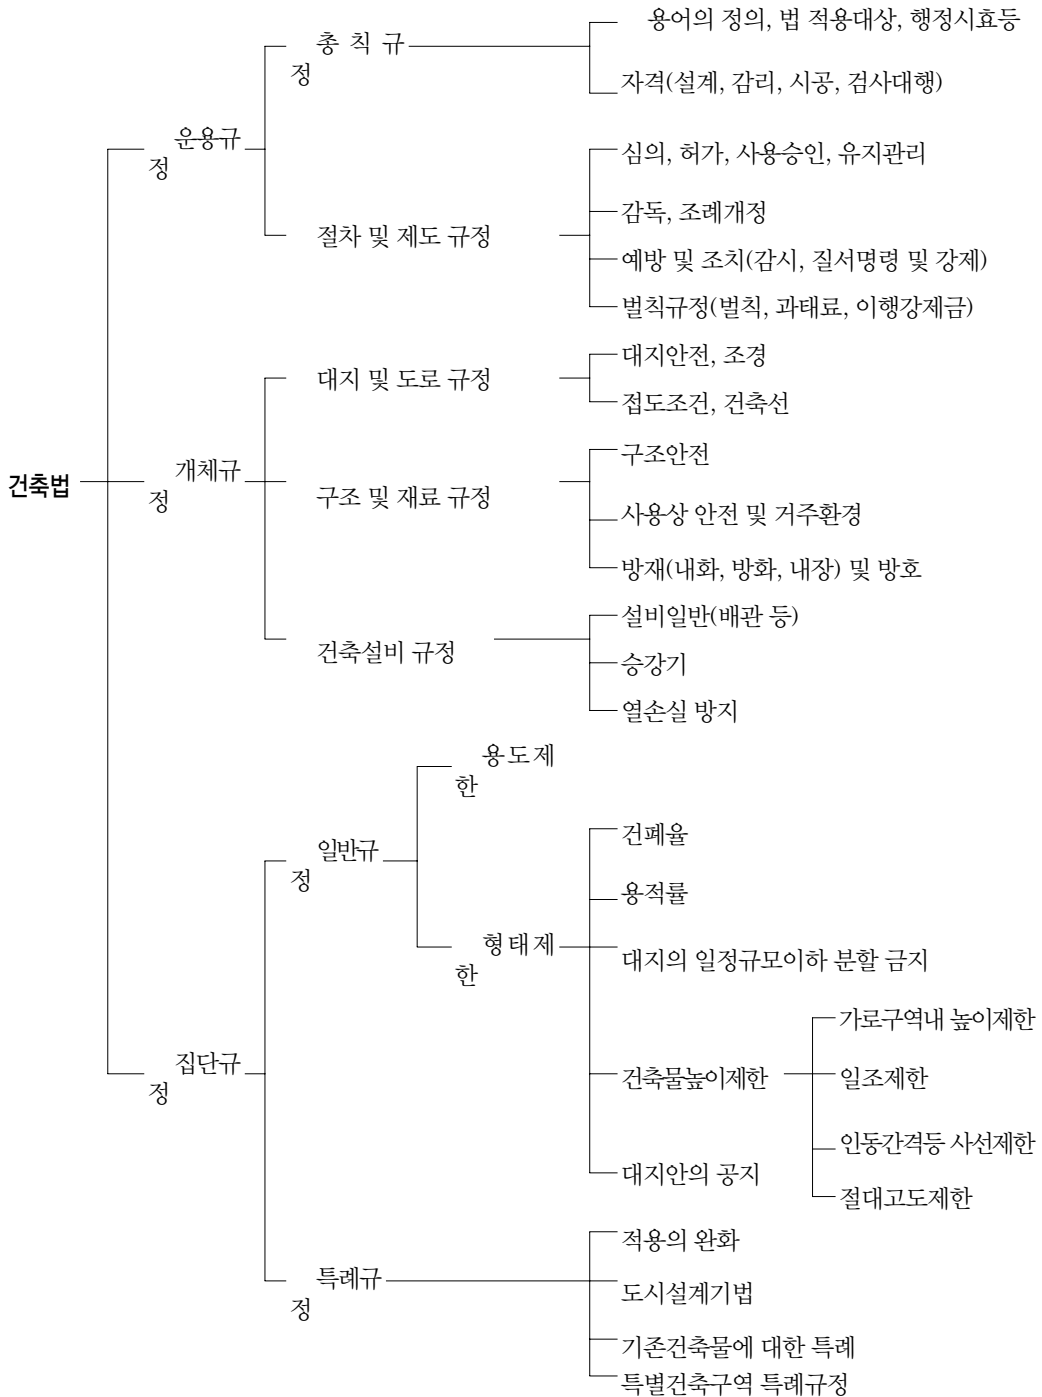 용어의 정의, 법 적용대상, 행정시효등
총 칙 규
정
자격(설계, 감리, 시공, 검사대행)
운용규
정
심의, 허가, 사용승인, 유지관리
감독, 조례개정
절차 및 제도 규정
예방 및 조치(감시, 질서명령 및 강제)
벌칙규정(벌칙, 과태료, 이행강제금)
대지안전, 조경
대지 및 도로 규정
접도조건, 건축선
구조안전
개체규
정
건축법
구조 및 재료 규정
사용상 안전 및 거주환경
방재(내화, 방화, 내장) 및 방호
설비일반(배관 등)
건축설비 규정
승강기
열손실 방지
용도제
한
건폐율
일반규
정
용적률
형태제
한
대지의 일정규모이하 분할 금지
가로구역내 높이제한
집단규
정
건축물높이제한
일조제한
인동간격등 사선제한
대지안의 공지
절대고도제한
적용의 완화
특례규
정
도시설계기법
기존건축물에 대한 특례
특별건축구역 특례규정